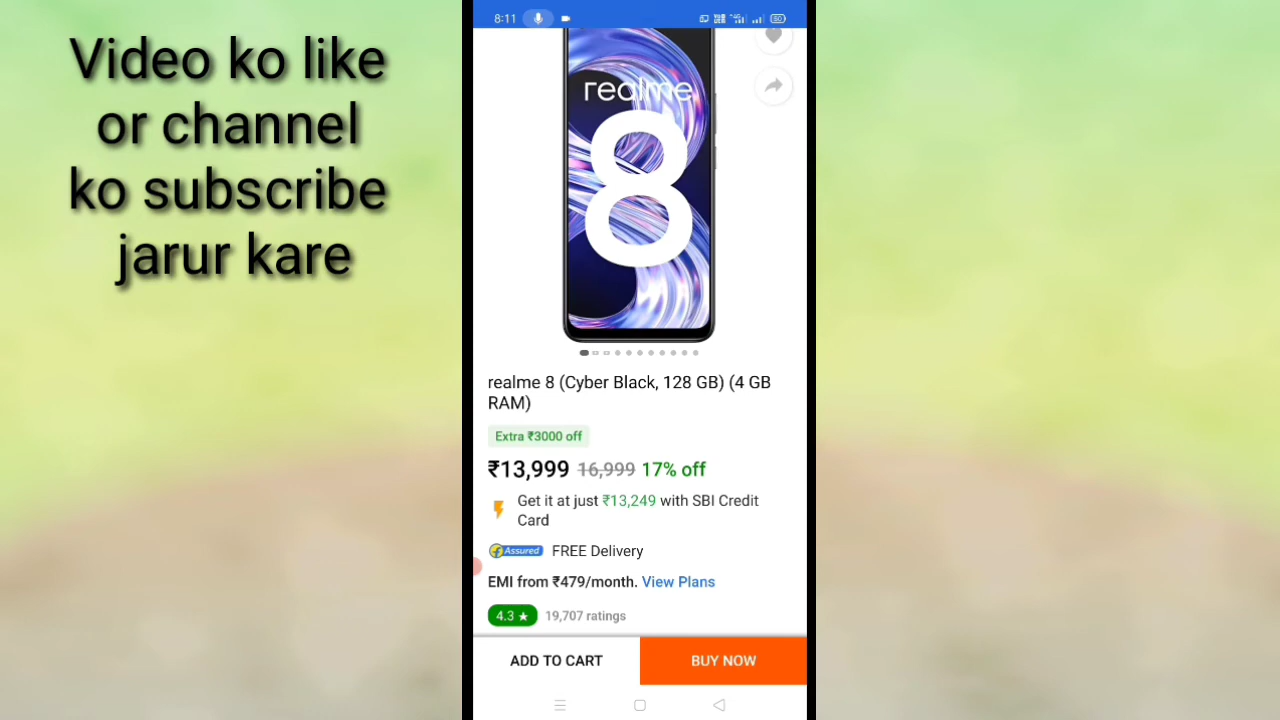 Video ko like
or channel
ko subscribe
jarur kare
8:11
50
realme
8
realme 8 (Cyber Black, 128 GB) (4 GB
RAM)
Extra ₹3000 off
₹13,999 16,999 17% off
Get it at just ₹13,249 with SBI Credit
Card
Assured FREE Delivery
EMI from ₹479/month. View Plans
4.3 ★ 19,707 ratings
ADD TO CART BUY NOW